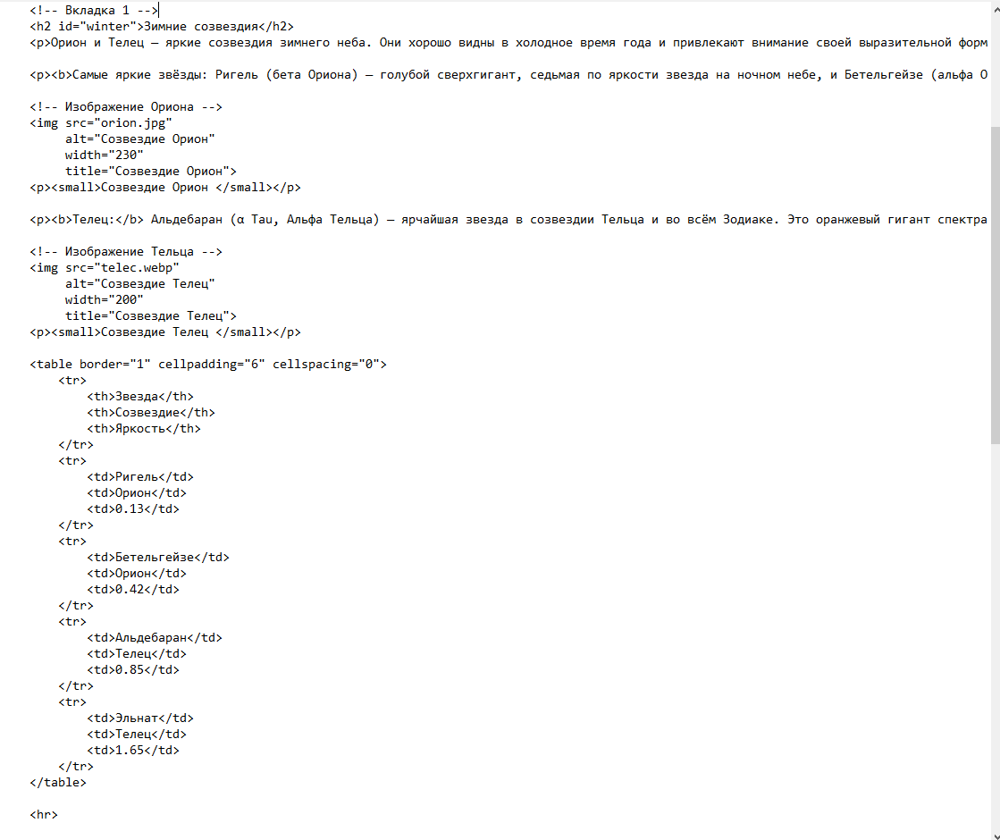 <!-- Вкладка 1 -->
<h2 id="winter">Зимние созвездия</h2>
<p>Орион и Телец — яркие созвездия зимнего неба. Они хорошо видны в холодное время года и привлекают внимание своей выразительной форм
<p><b>Самые яркие звёзды: Ригель (бета Ориона) — голубой сверхгигант, седьмая по яркости звезда на ночном небе, и Бетельгейзе (альфа О
<!-- Изображение Ориона -->
<img src="orion.jpg"
alt="Созвездие Орион"
width="230"
title="Созвездие Орион">
<p><small>Созвездие Орион </small></p>
<p><b>Телец:</b> Альдебаран (α Tau, Альфа Тельца) — ярчайшая звезда в созвездии Тельца и во всём Зодиаке. Это оранжевый гигант спектра
<!-- Изображение Тельца -->
<img src="telec.webp"
alt="Созвездие Телец"
width="200"
title="Созвездие Телец">
<p><small>Созвездие Телец </small></p>
<table border="1" cellpadding="6" cellspacing="0">
<tr>
<th>Звезда</th>
<th>Созвездие</th>
<th>Яркость</th>
</tr>
<tr>
<td>Ригель</td>
<td>Орион</td>
<td>0.13</td>
</tr>
<tr>
<td>Бетельгейзе</td>
<td>Орион</td>
<td>0.42</td>
</tr>
<tr>
<td>Альдебаран</td>
<td>Телец</td>
<td>0.85</td>
</tr>
<tr>
<td>Эльнат</td>
<td>Телец</td>
<td>1.65</td>
</tr>
</table>
<hr>